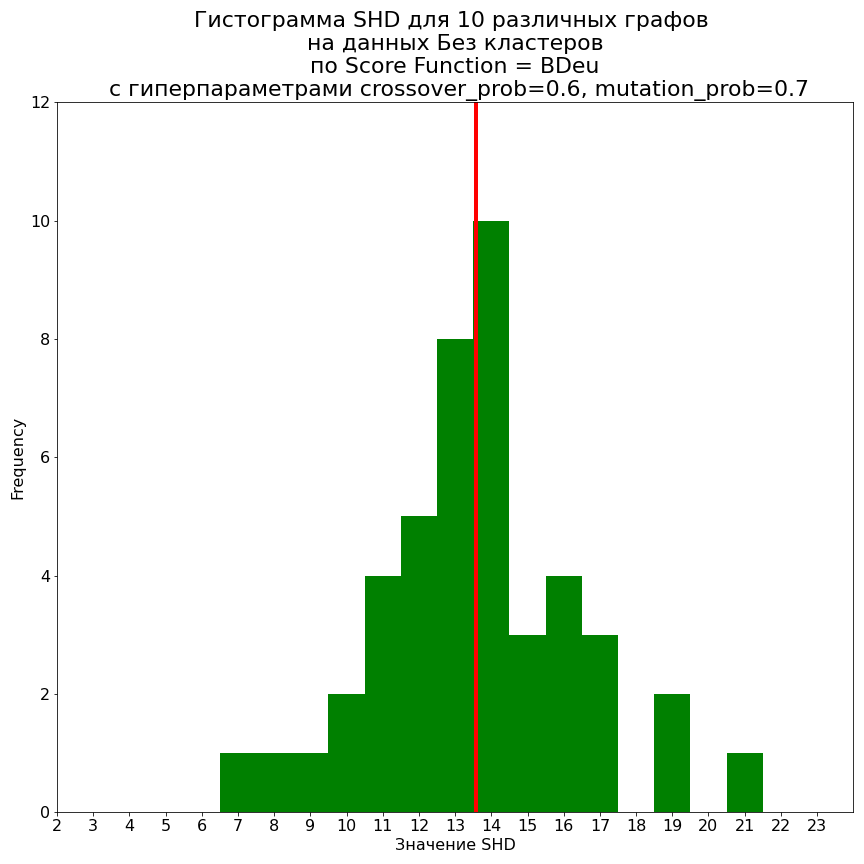 Гистограмма SHD для 10 различных графов
на данных Без кластеров
по Score Function = BDeu
с гиперпараметрами crossover_prob=0.6, mutation_prob=0.7
12
10
8
6
4
2
0
Frequency
2 3 4 5 6 7 8 9 10 11 12 13 14 15 16 17 18 19 20 21 22 23
Значение SHD